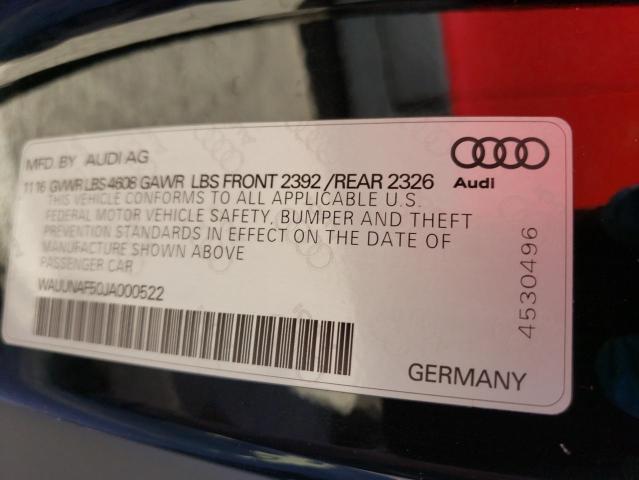 MFD. BY AUDI AG
11 16 GVWR LBS 4608 GAWR LBS FRONT 2392 /REAR 2326
THIS VEHICLE CONFORMS TO ALL APPLICABLE U.S.
FEDERAL MOTOR VEHICLE SAFETY, BUMPER AND THEFT
PREVENTION STANDARDS IN EFFECT ON THE DATE OF
MANUFACTURE SHOWN ABOVE
PASSENGER CAR
WAUUNAF50JA000522
GERMANY
Audi
4530496